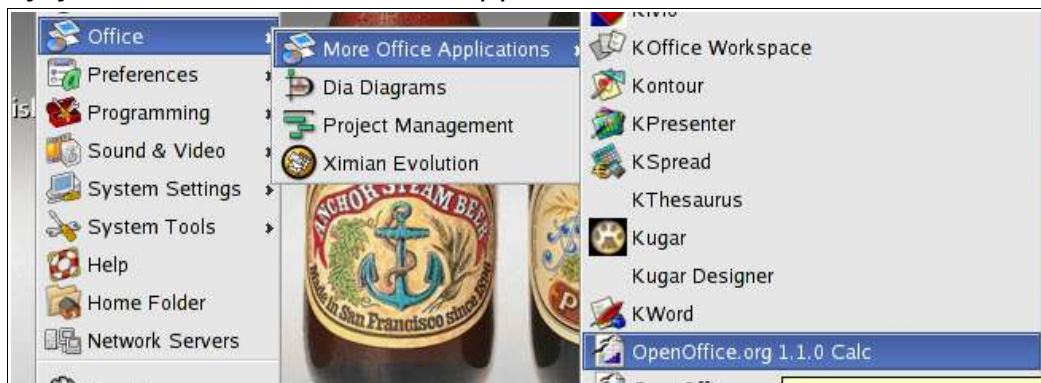 Office
Preferences
Programming
Sound & Video
System Settings
System Tools
Help
Home Folder
Network Servers
More Office Applications
Dia Diagrams
Project Management
Ximian Evolution
ANCHOR STEAM BEER
Made in San Francisco since 1896
KOffice Workspace
Kontour
KPresenter
KSpread
KThesaurus
Kugar
Kugar Designer
KWord
OpenOffice.org 1.1.0 Calc